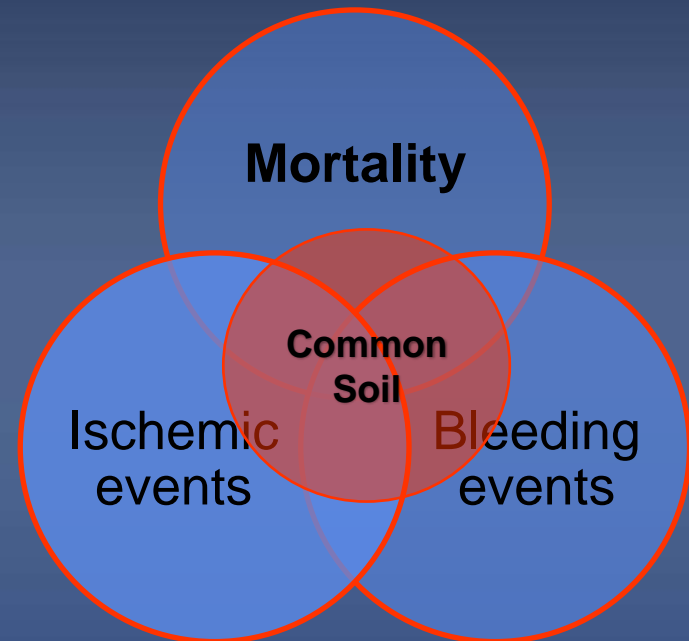 Mortality
Common
Soil
Ischemic
events
Bleeding
events